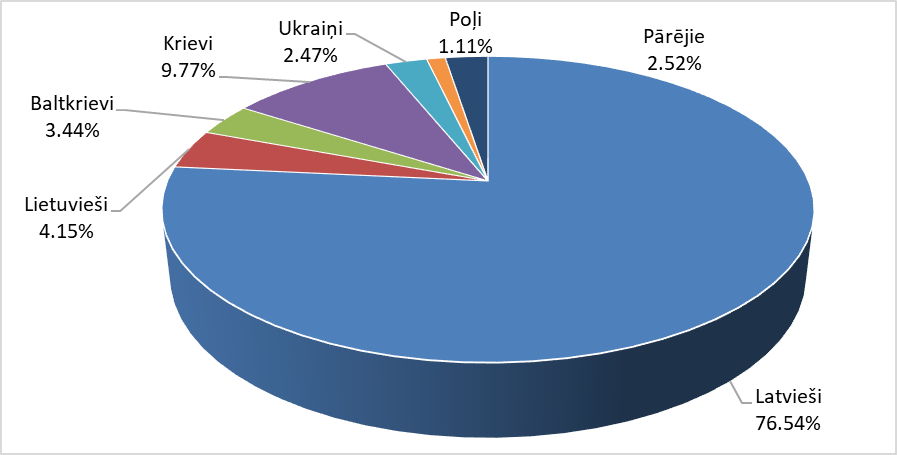 Poļi
1.11%
Ukraiņi
2.47%
Pārējie
2.52%
Krievi
9.77%
Baltkrievi
3.44%
Lietuvieši
4.15%
Latvieši
76.54%